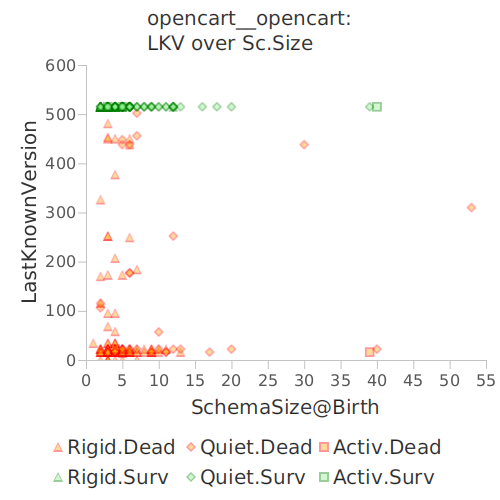 opencart__opencart:
LKV over Sc.Size
600
500
400
300
200
100
0
LastKnownVersion
0 5 10 15 20 25 30 35 40 45 50 55
SchemaSize@Birth
Rigid.Dead Quiet.Dead Activ.Dead
Rigid.Surv Quiet.Surv Activ.Surv